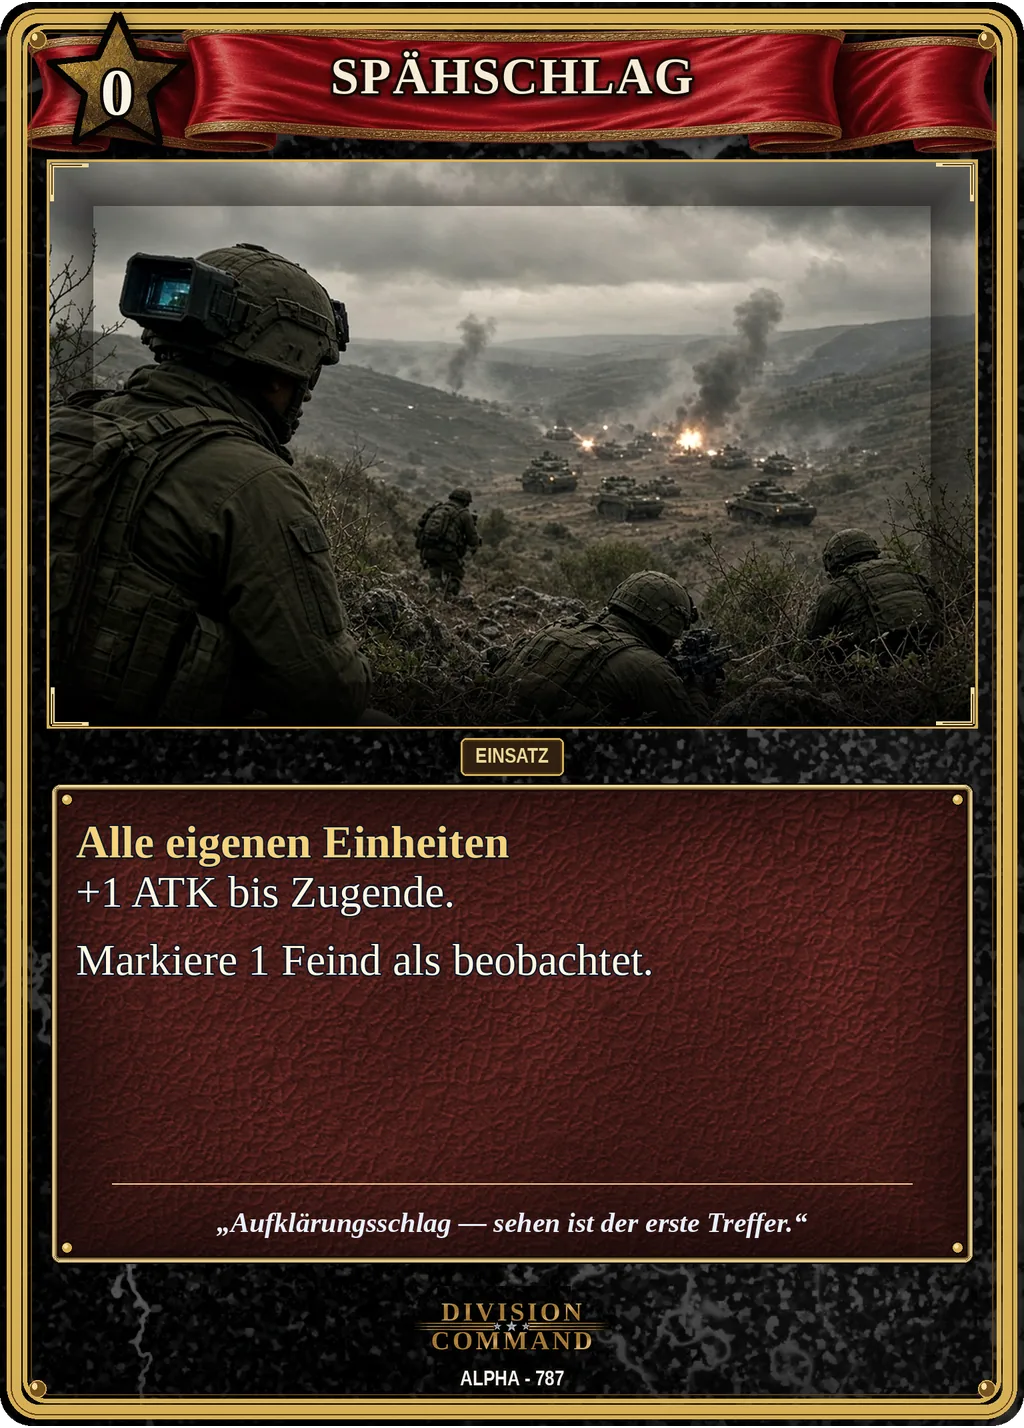 0
SPÄHSCHLAG
EINSATZ
Alle eigenen Einheiten
+1 ATK bis Zugende.
Markiere 1 Feind als beobachtet.
„Aufklärungsschlag — sehen ist der erste Treffer.“
DIVISION
COMMAND
ALPHA - 787